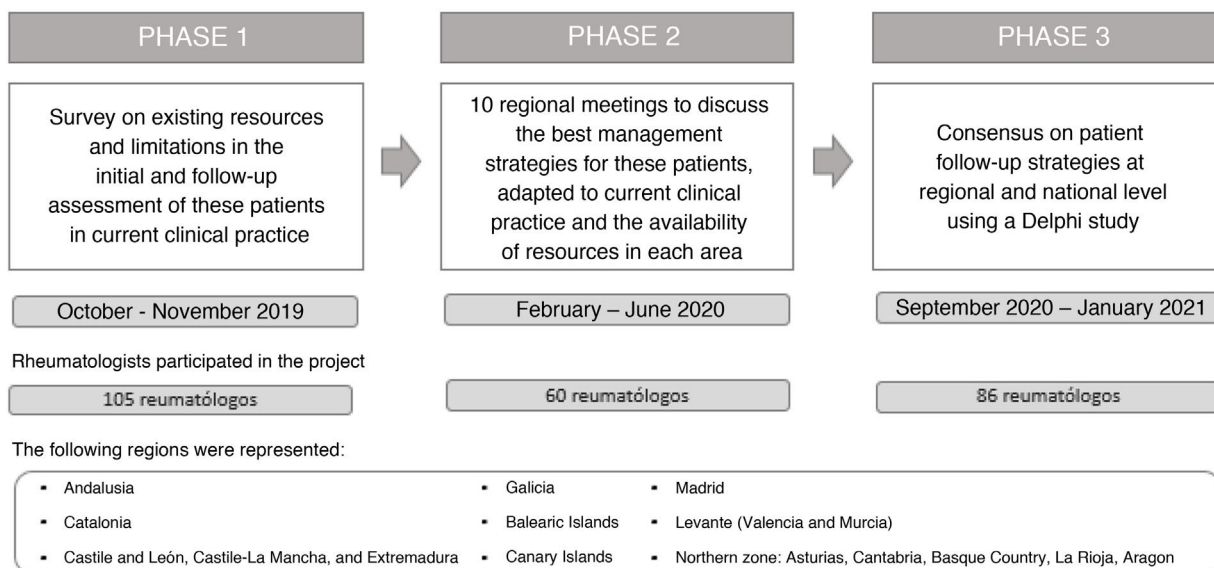 PHASE 1
Survey on existing resources
and limitations in the
initial and follow-up
assessment of these patients
in current clinical practice
October - November 2019
PHASE 2
10 regional meetings to discuss
the best management
strategies for these patients,
adapted to current clinical
practice and the availability
of resources in each area
February – June 2020
PHASE 3
Consensus on patient
follow-up strategies at
regional and national level
using a Delphi study
September 2020 – January 2021
Rheumatologists participated in the project
105 reumatólogos
60 reumatólogos
86 reumatólogos
The following regions were represented:
▪ Andalusia
▪ Catalonia
▪ Castile and León, Castile-La Mancha, and Extremadura
▪ Galicia
▪ Balearic Islands
▪ Canary Islands
▪ Madrid
▪ Levante (Valencia and Murcia)
▪ Northern zone: Asturias, Cantabria, Basque Country, La Rioja, Aragon